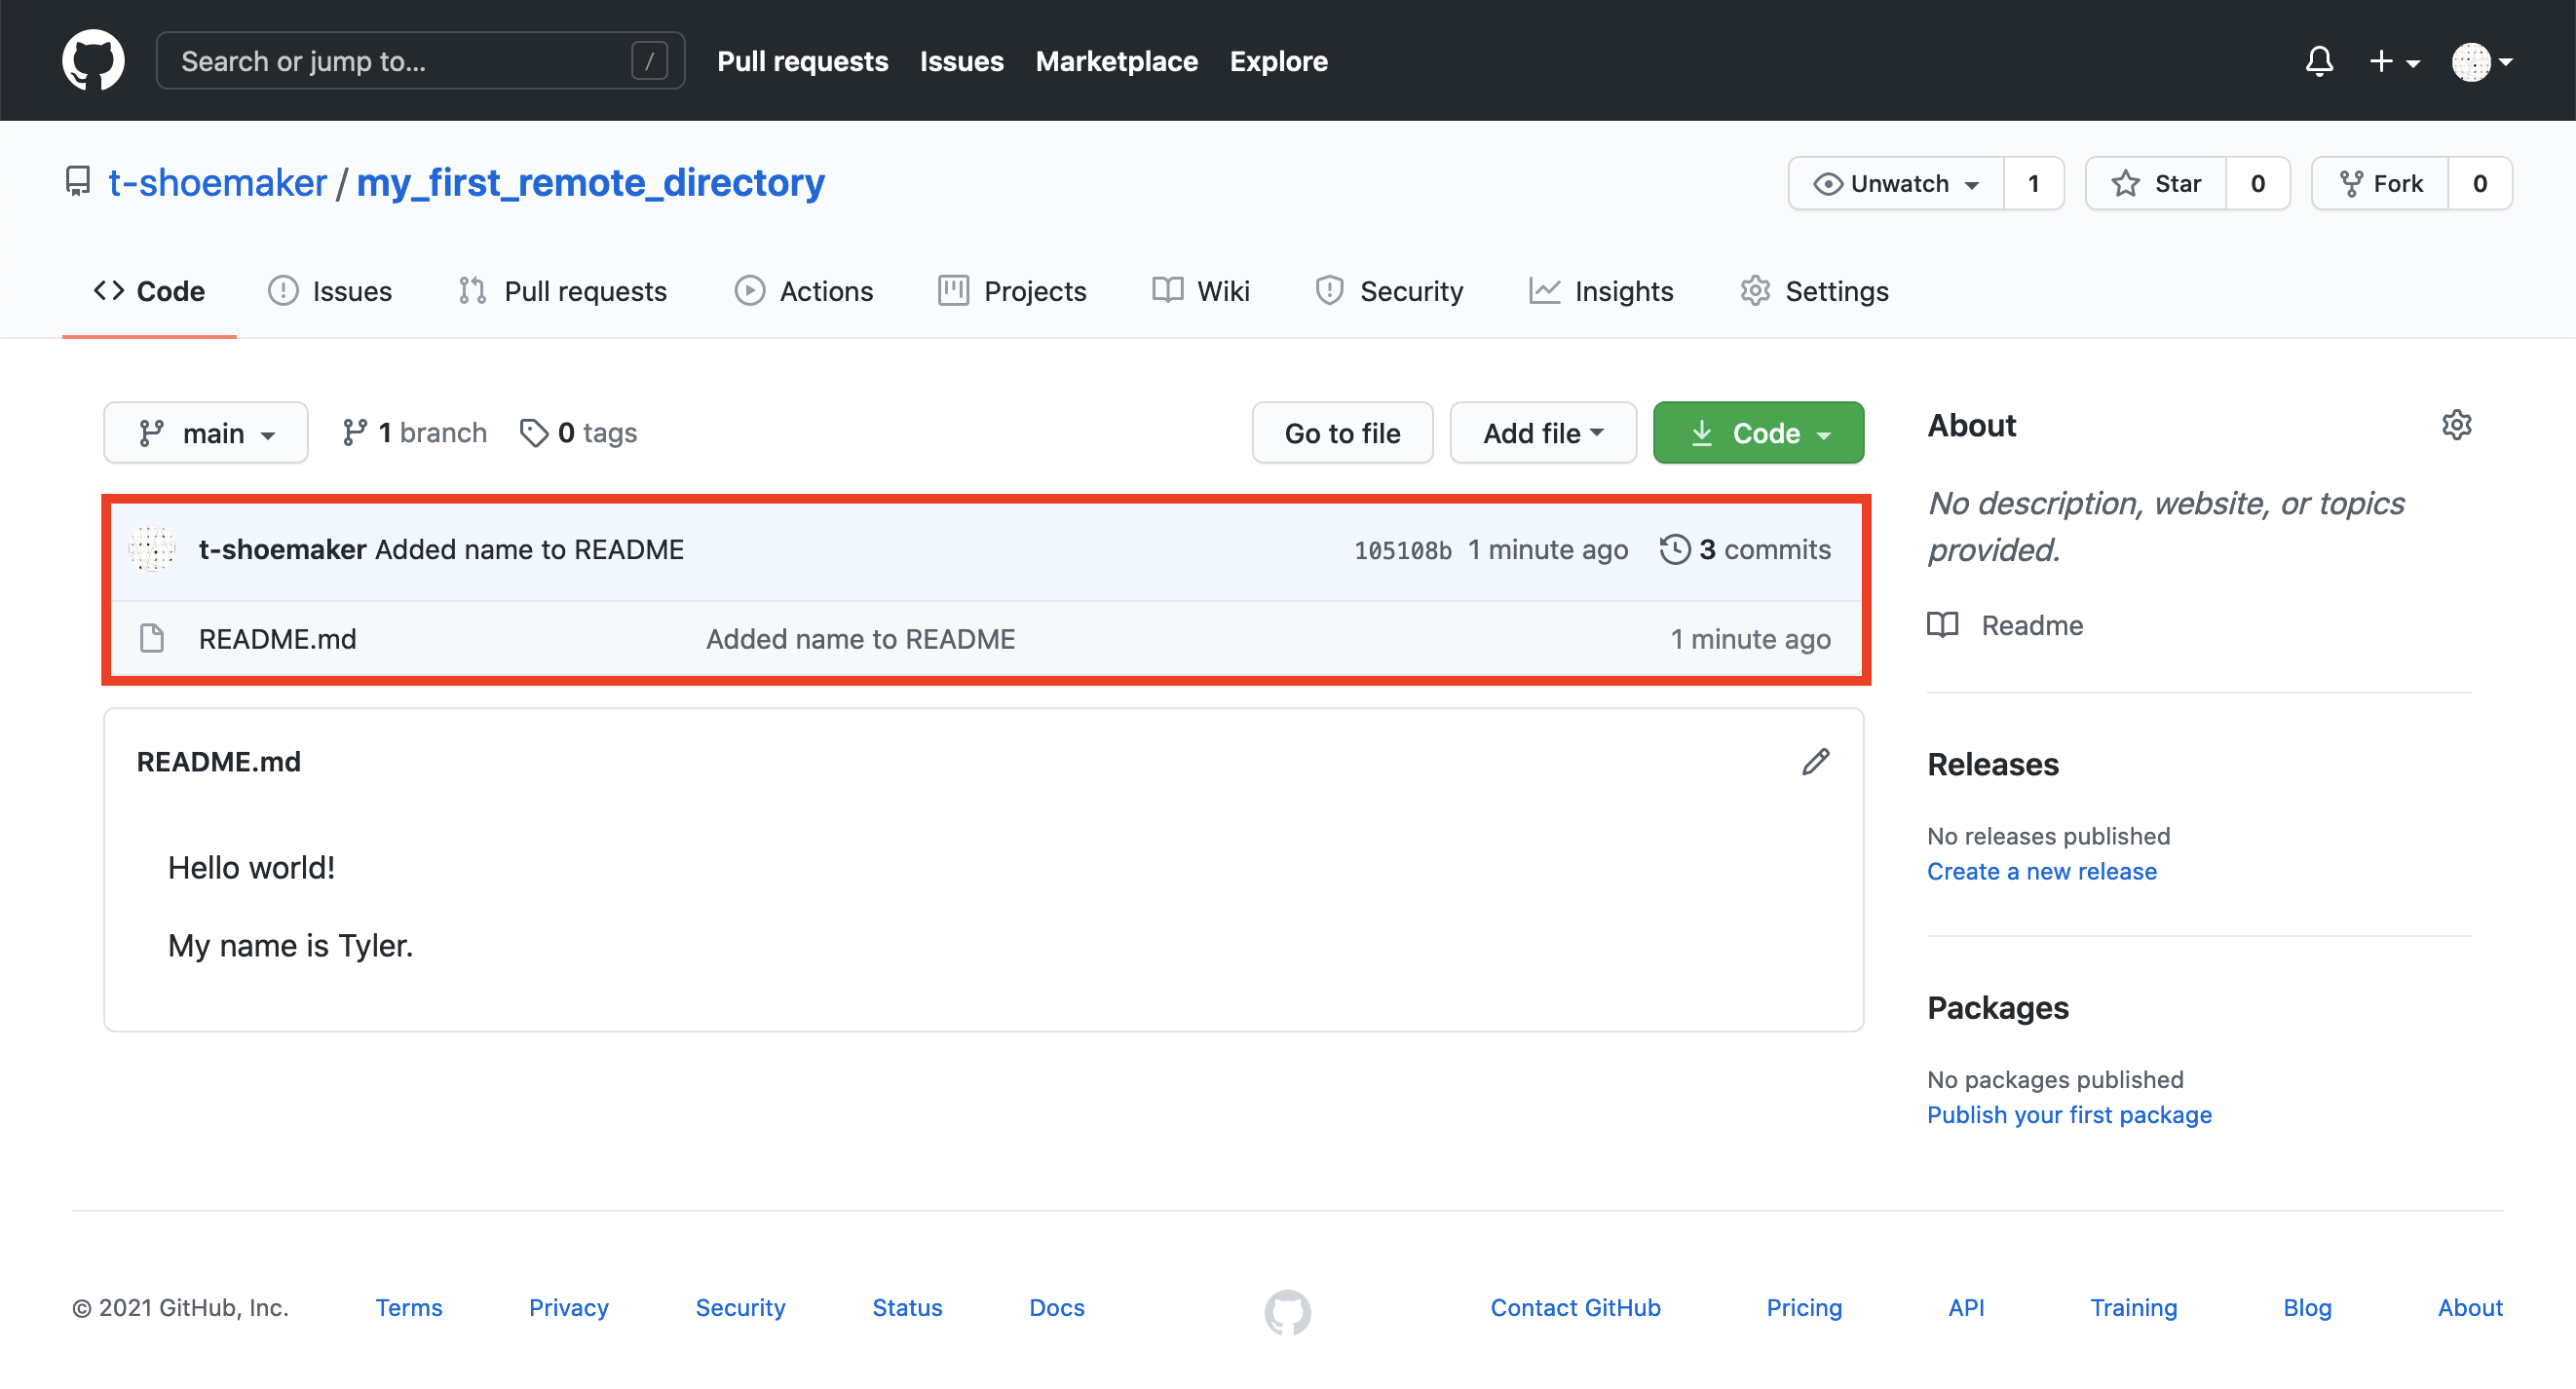 Search or jump to... / Pull requests Issues Marketplace Explore
t-shoemaker / my_first_remote_directory Unwatch 1 Star 0 Fork 0
Code Issues Pull requests Actions Projects Wiki Security Insights Settings
main 1 branch 0 tags Go to file Add file Code
t-shoemaker Added name to README 105108b 1 minute ago 3 commits
README.md Added name to README 1 minute ago
README.md
Hello world!
My name is Tyler.
About
No description, website, or topics
provided.
Readme
Releases
No releases published
Create a new release
Packages
No packages published
Publish your first package
© 2021 GitHub, Inc. Terms Privacy Security Status Docs Contact GitHub Pricing API Training Blog About